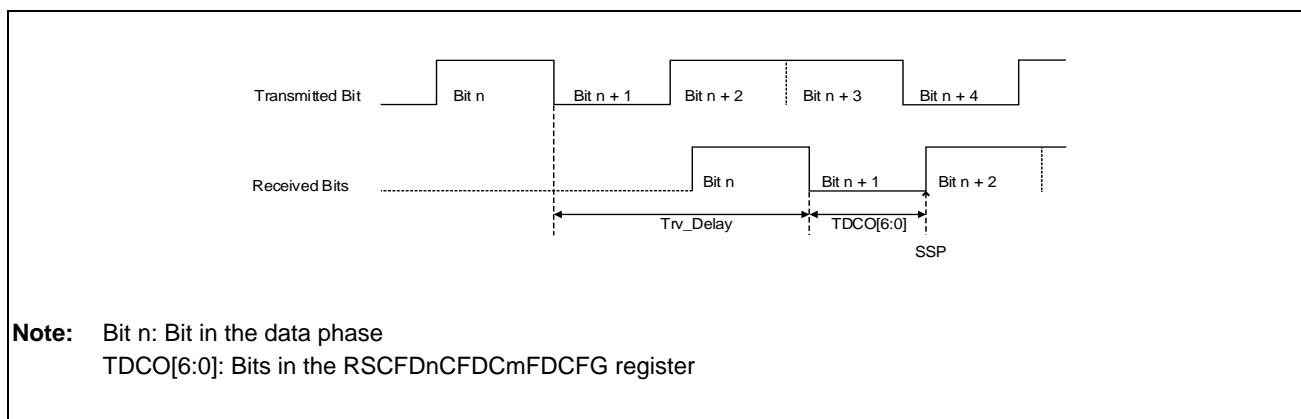 Transmitted Bit Bit n Bit n + 1 Bit n + 2 Bit n + 3 Bit n + 4
Received Bits Bit n Bit n + 1 Bit n + 2
Trv_Delay TDCO[6:0]
SSP
Note: Bit n: Bit in the data phase
TDCO[6:0]: Bits in the RSCFDnCFDCmFDCFG register